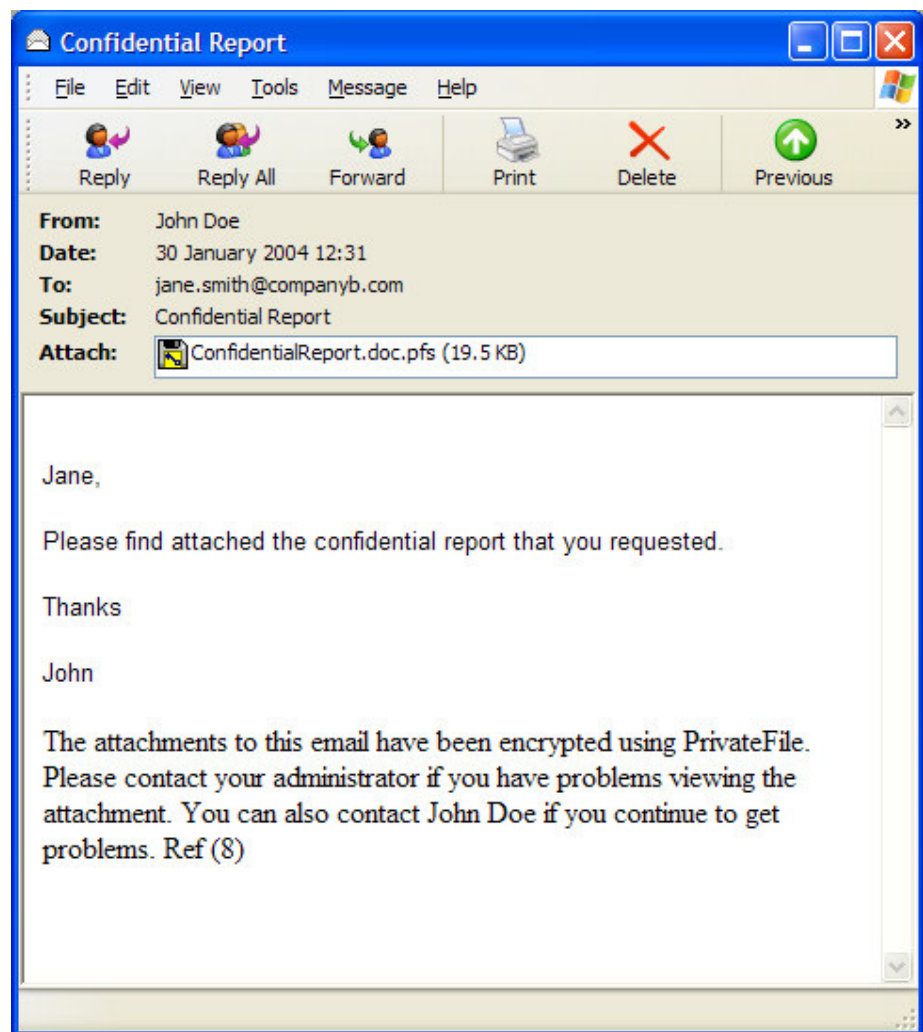 Confidential Report
File Edit View Tools Message Help
»
Reply Reply All Forward Print Delete Previous
From: John Doe
Date: 30 January 2004 12:31
To: jane.smith@companyb.com
Subject: Confidential Report
Attach: ConfidentialReport.doc.pfs (19.5 KB)
Jane,
Please find attached the confidential report that you requested.
Thanks
John
The attachments to this email have been encrypted using PrivateFile.
Please contact your administrator if you have problems viewing the
attachment. You can also contact John Doe if you continue to get
problems. Ref (8)